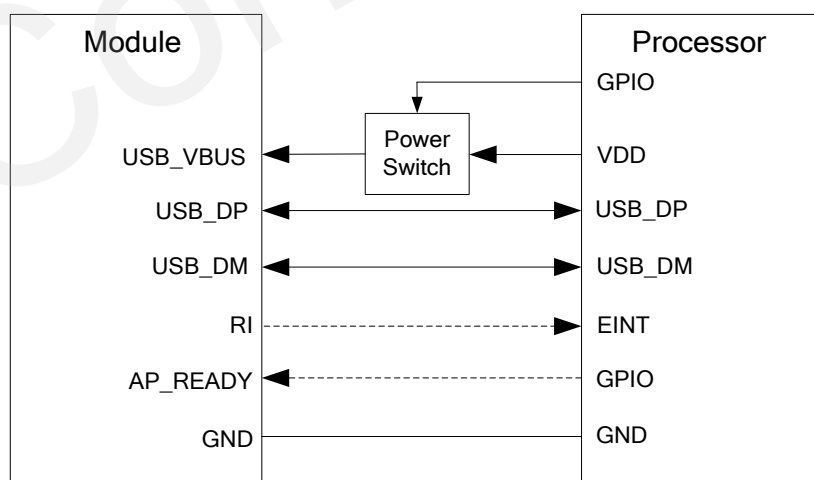 Module
Processor
GPIO
Power
Switch
USB_VBUS
VDD
USB_DP
USB_DP
USB_DM
USB_DM
RI
EINT
AP_READY
GPIO
GND
GND